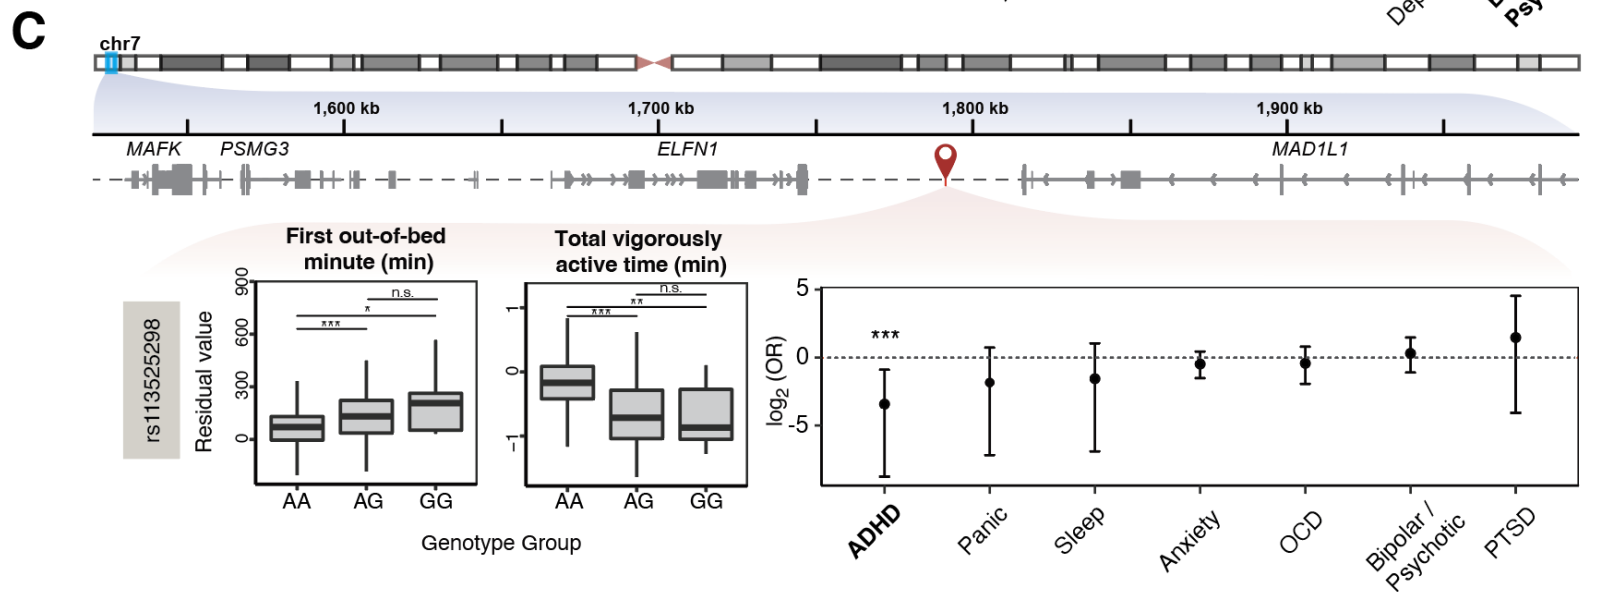 C
Dep
Psy
chr7
1,600 kb
1,700 kb
1,800 kb
1,900 kb
MAFK
PSMG3
ELFN1
MAD1L1
rs113525298
First out-of-bed
minute (min)
Residual value
900
600
300
0
n.s.
*
***
AA
AG
GG
Total vigorously
active time (min)
1
0
−1
n.s.
**
***
AA
AG
GG
Genotype Group
log2 (OR)
5
0
-5
***
ADHD
Panic
Sleep
Anxiety
OCD
Bipolar /
Psychotic
PTSD